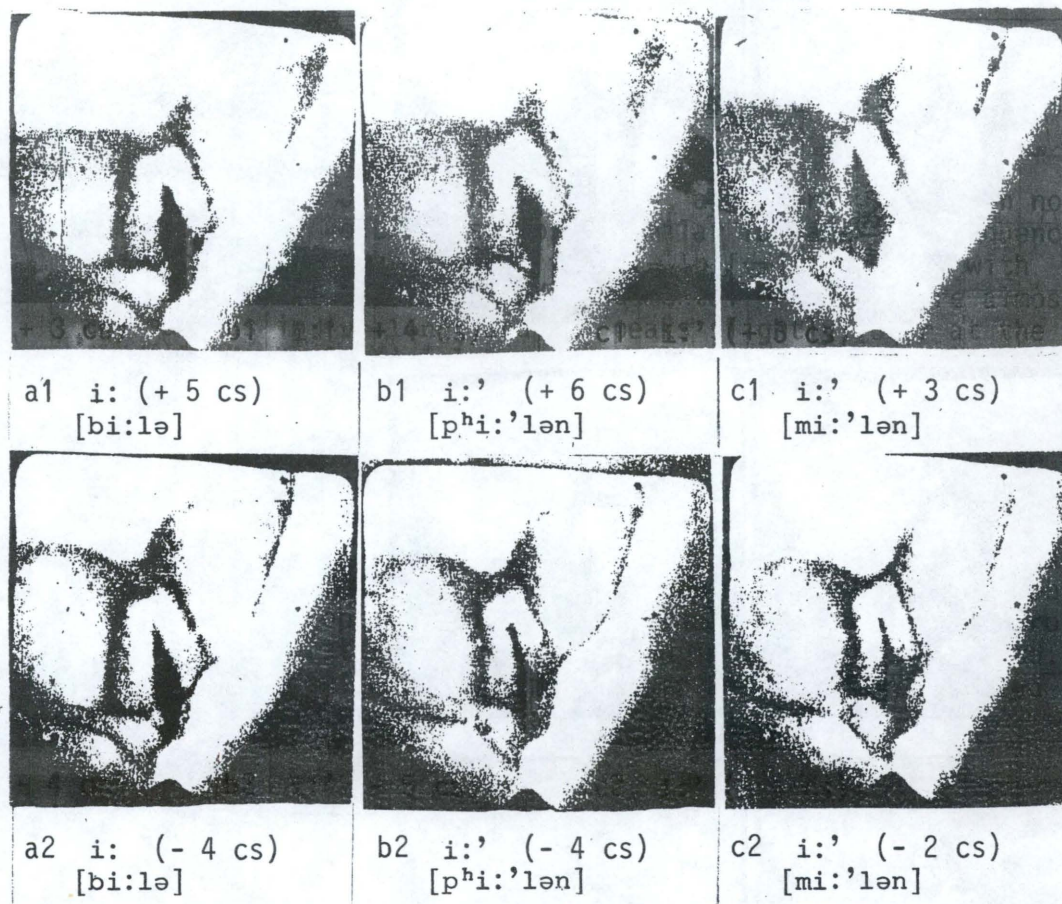 a1 i: (+ 5 cs)
[bi:lə]
b1 i:’ (+ 6 cs)
[pʰi:’lən]
c1 i:’ (+ 3 cs)
[mi:’lən]
a2 i: (- 4 cs)
[bi:lə]
b2 i:’ (- 4 cs)
[pʰi:’lən]
c2 i:’ (- 2 cs)
[mi:’lən]